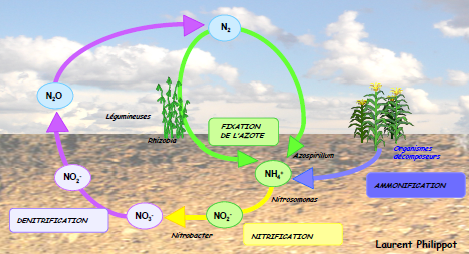 N₂
N₂O
Légumineuses
FIXATION
DE L'AZOTE
Rhizobia
Azospirillum
Organismes
décomposeurs
NO₂⁻
NH₄⁺
AMMONIFICATION
Nitrosomonas
DENITRIFICATION
NO₃⁻
NO₂⁻
Nitrobacter
NITRIFICATION
Laurent Philippot